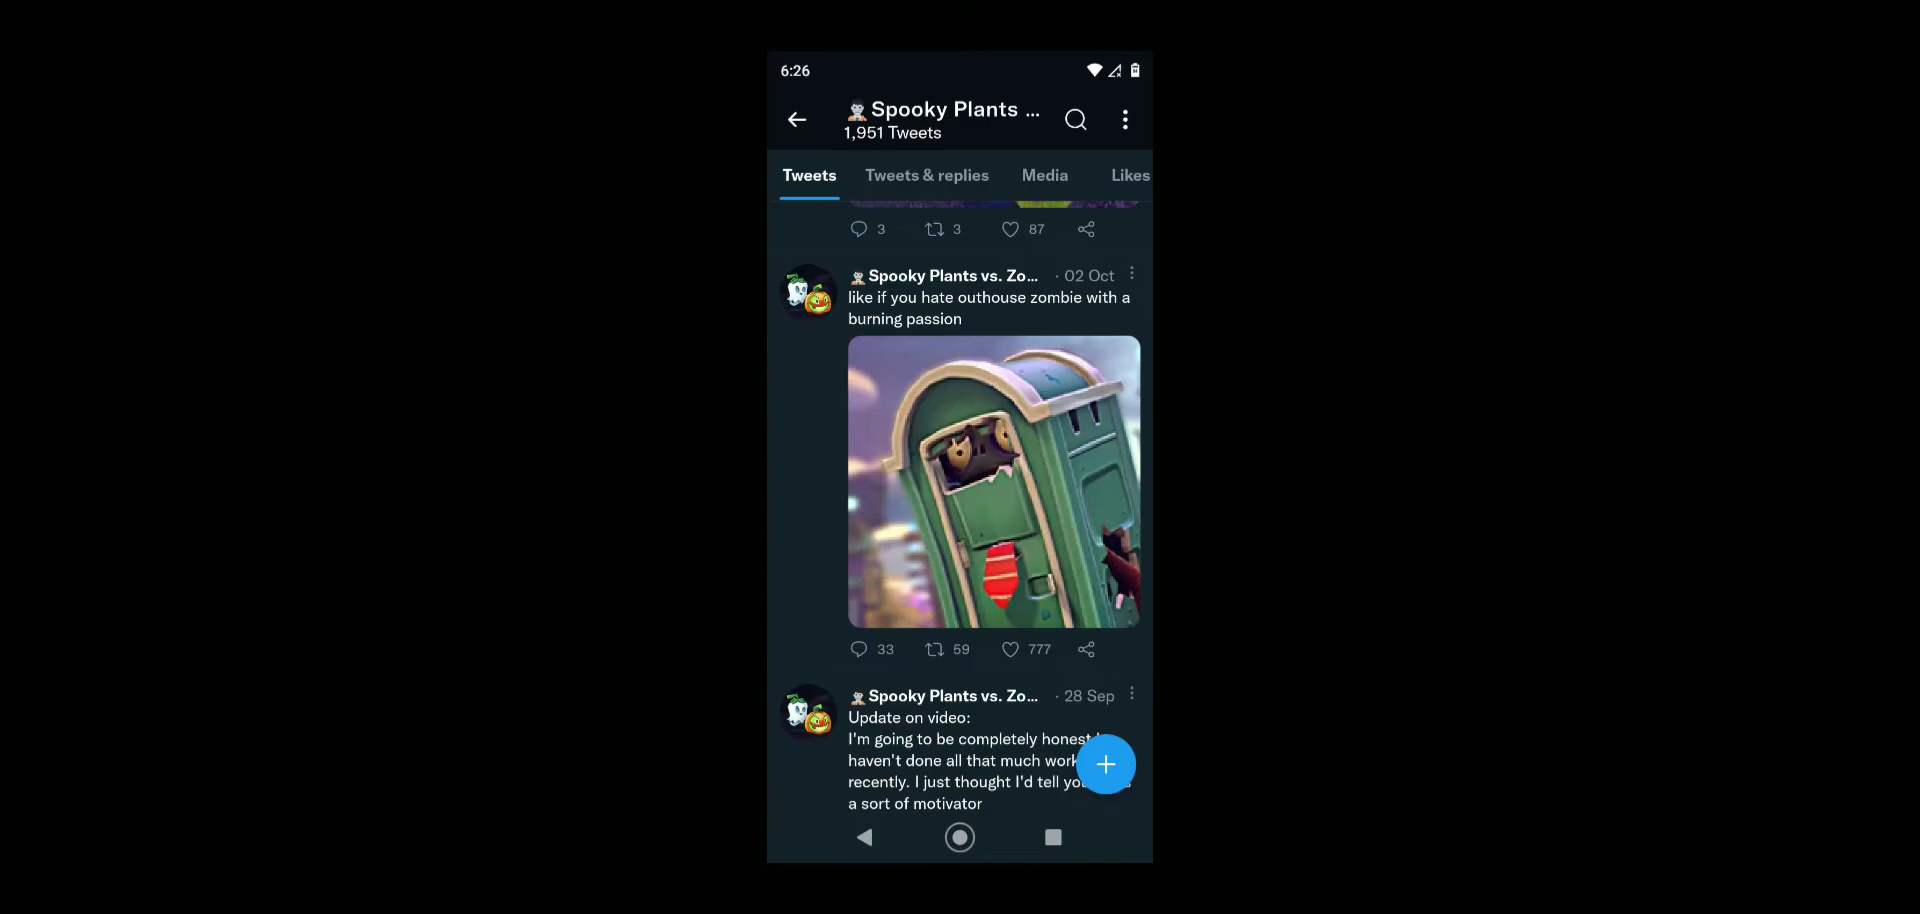 6:26
Spooky Plants ...
1,951 Tweets
Tweets
Tweets & replies
Media
Likes
3
3
87
Spooky Plants vs. Zo... · 02 Oct
like if you hate outhouse zombie with a
burning passion
33
59
777
Spooky Plants vs. Zo... · 28 Sep
Update on video:
I'm going to be completely honest
haven't done all that much work
recently. I just thought I'd tell
a sort of motivator